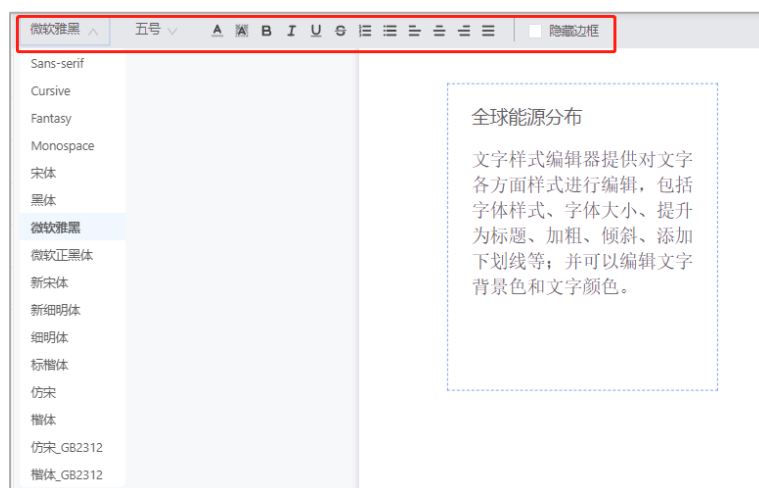 微软雅黑 五号 A A B I U S 隐藏边框
Sans-serif
Cursive
Fantasy
Monospace
宋体
黑体
微软雅黑
微软正黑体
新宋体
新细明体
细明体
标楷体
仿宋
楷体
仿宋_GB2312
楷体_GB2312
全球能源分布
文字样式编辑器提供对文字
各方面样式进行编辑，包括
字体样式、字体大小、提升
为标题、加粗、倾斜、添加
下划线等；并可以编辑文字
背景色和文字颜色。